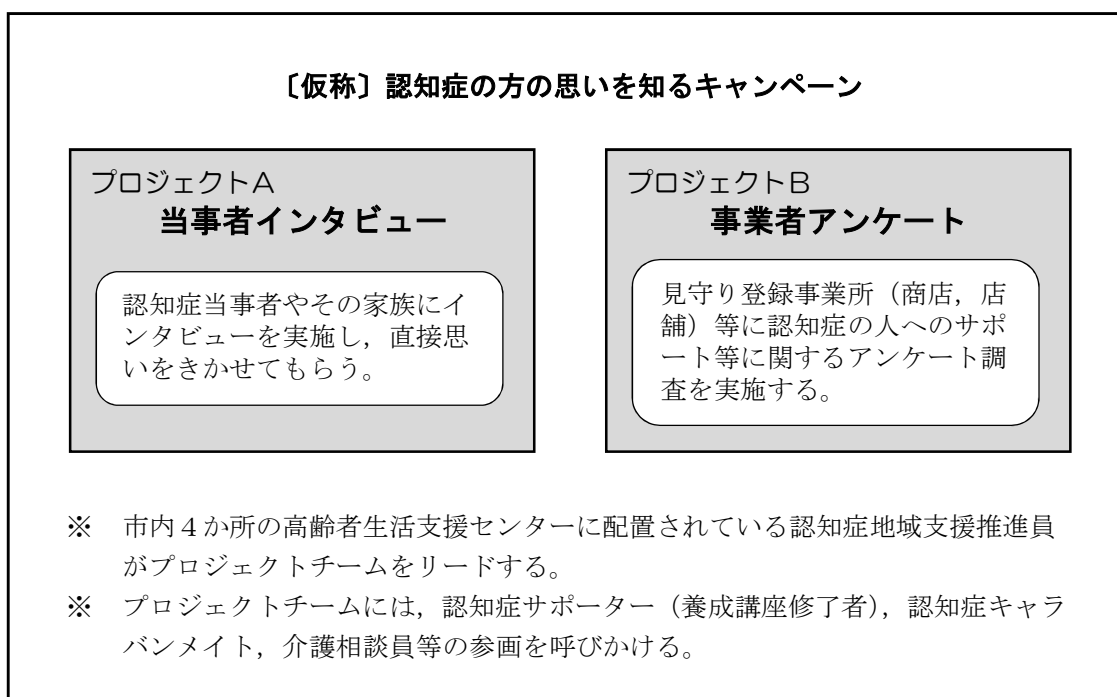 〔仮称〕認知症の方の思いを知るキャンペーン
プロジェクトA
当事者インタビュー
認知症当事者やその家族にイ
ンタビューを実施し，直接思
いをきかせてもらう。
プロジェクトB
事業者アンケート
見守り登録事業所（商店，店
舗）等に認知症の人へのサポ
ート等に関するアンケート調
査を実施する。
※　市内４か所の高齢者生活支援センターに配置されている認知症地域支援推進員
がプロジェクトチームをリードする。
※　プロジェクトチームには，認知症サポーター（養成講座修了者），認知症キャラ
バンメイト，介護相談員等の参画を呼びかける。